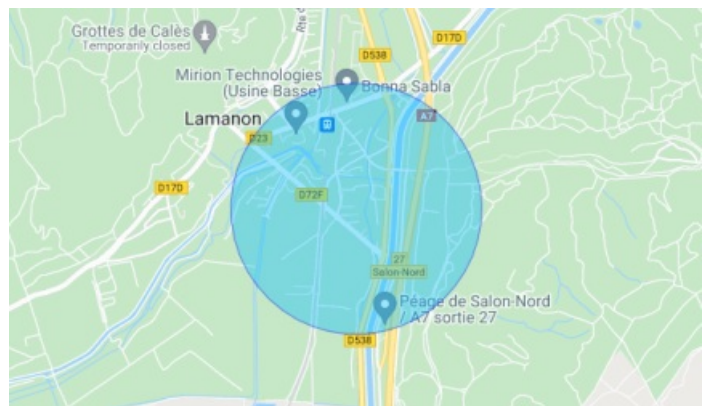 Grottes de Calès
Temporarily closed
Rte d
D538
D17D
Mirion Technologies
(Usine Basse)
Bonna Sabla
Lamanon
A7
D23
D17D
D72F
27
Salon-Nord
Péage de Salon-Nord
/ A7 sortie 27
D538